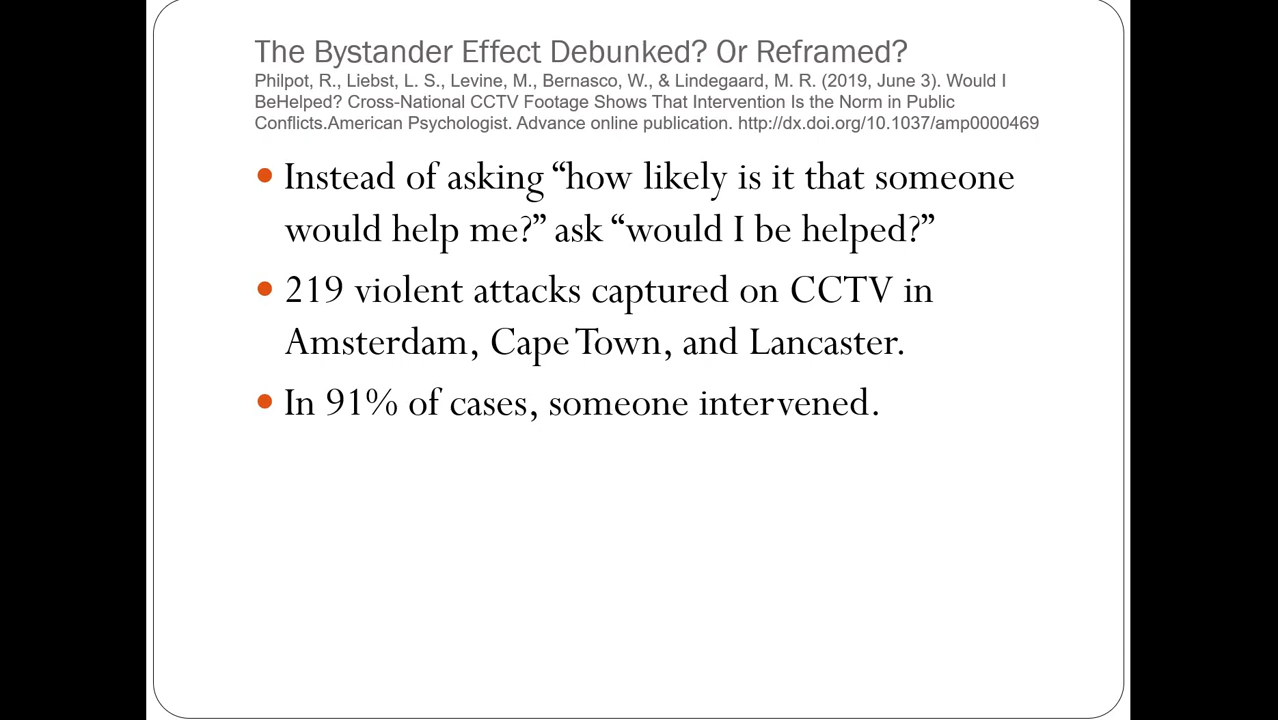 The Bystander Effect Debunked? Or Reframed?
Philpot, R., Liebst, L. S., Levine, M., Bernasco, W., & Lindegaard, M. R. (2019, June 3). Would I
BeHelped? Cross-National CCTV Footage Shows That Intervention Is the Norm in Public
Conflicts.American Psychologist. Advance online publication. http://dx.doi.org/10.1037/amp0000469
• Instead of asking “how likely is it that someone
would help me?” ask “would I be helped?”
• 219 violent attacks captured on CCTV in
Amsterdam, Cape Town, and Lancaster.
• In 91% of cases, someone intervened.